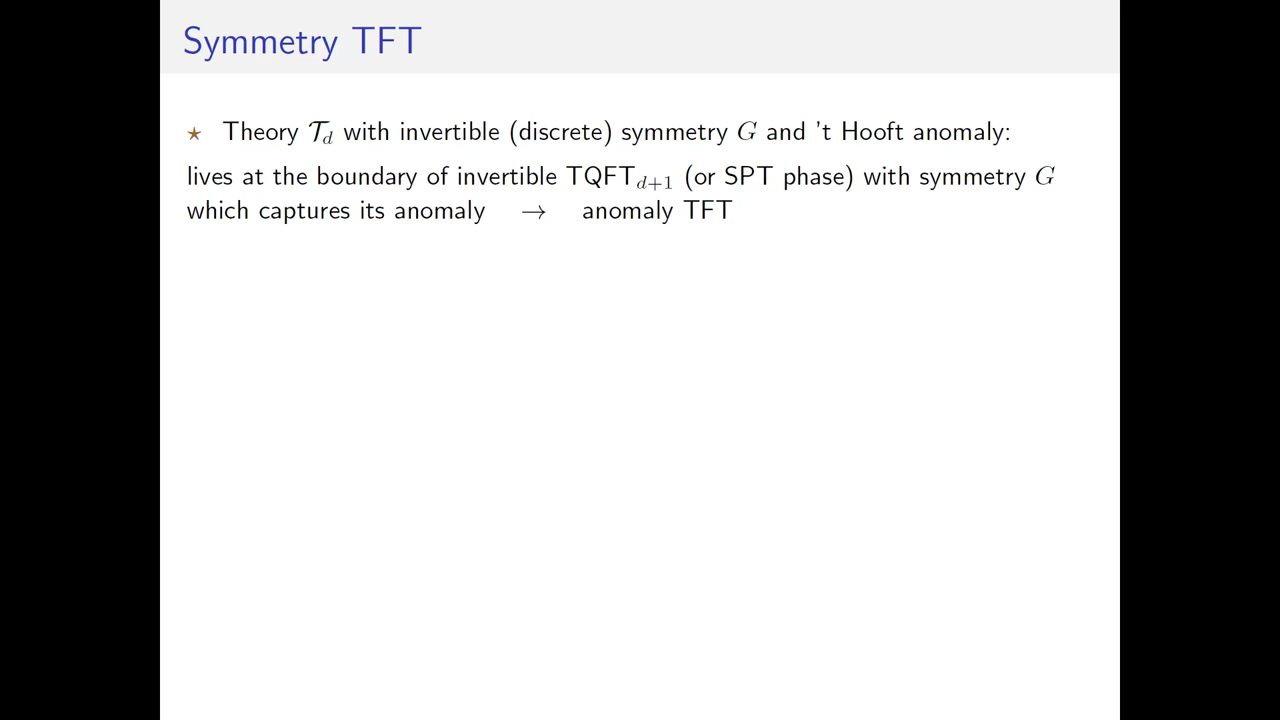 Symmetry TFT
⋆ Theory 𝒯_d with invertible (discrete) symmetry G and 't Hooft anomaly:
lives at the boundary of invertible TQFT_{d+1} (or SPT phase) with symmetry G
which captures its anomaly → anomaly TFT